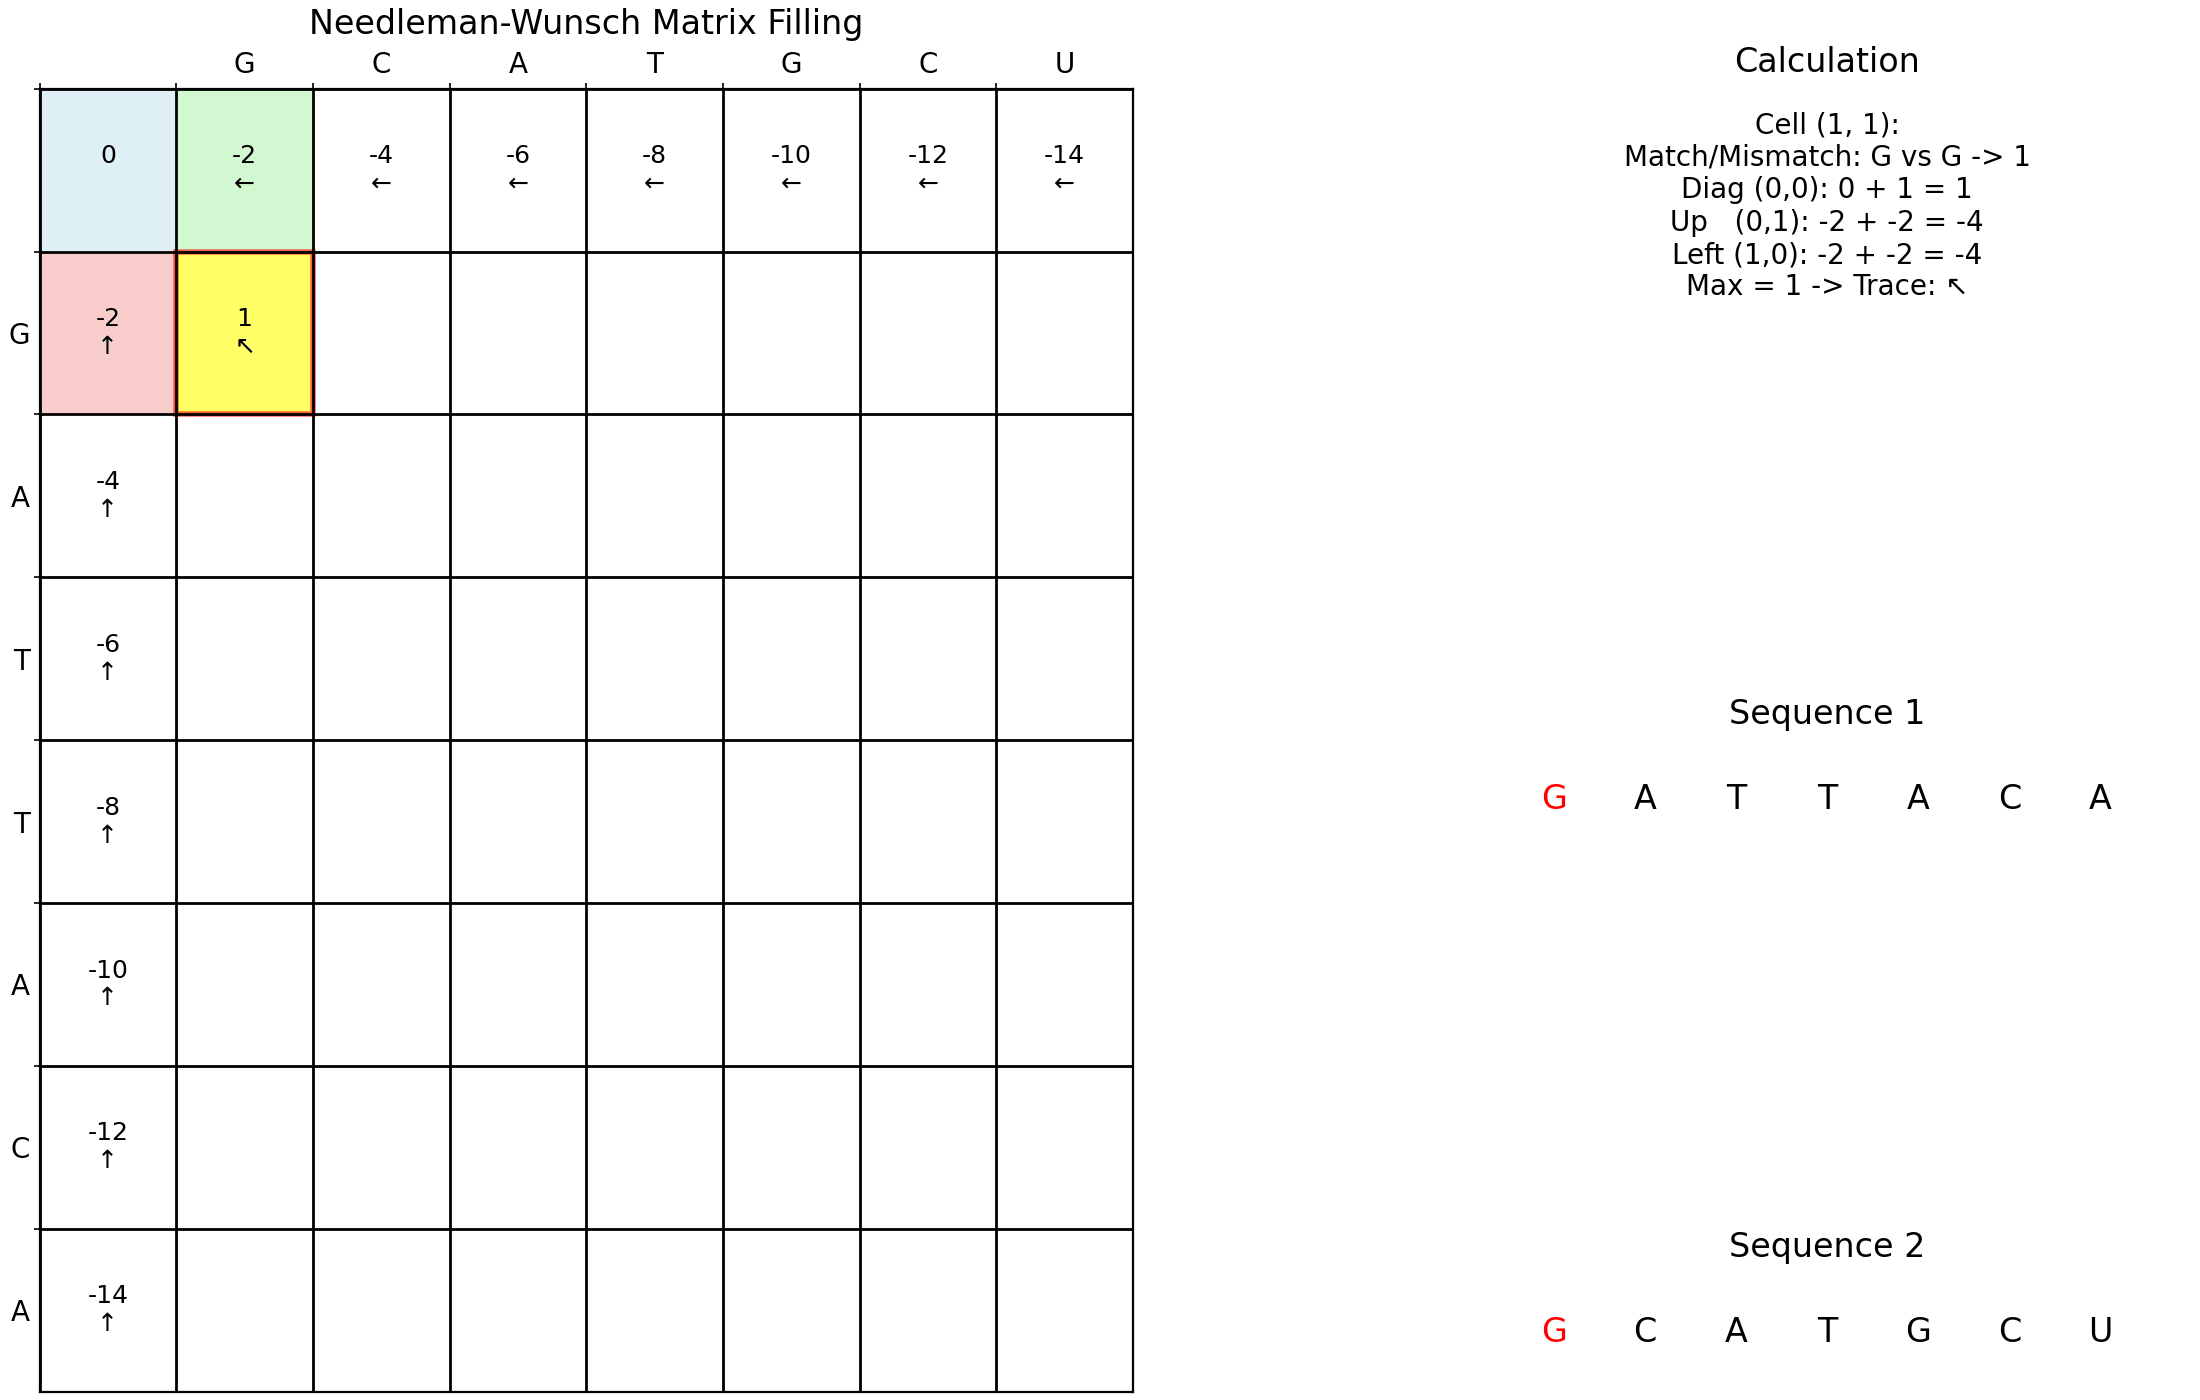 Needleman-Wunsch Matrix Filling
G C A T G C U
0 -2 -4 -6 -8 -10 -12 -14
← ← ← ← ← ← ←
G -2 1
↑ ↖
A -4
↑
T -6
↑
T -8
↑
A -10
↑
C -12
↑
A -14
↑
Calculation
Cell (1, 1):
Match/Mismatch: G vs G -> 1
Diag (0,0): 0 + 1 = 1
Up (0,1): -2 + -2 = -4
Left (1,0): -2 + -2 = -4
Max = 1 -> Trace: ↖
Sequence 1
G A T T A C A
Sequence 2
G C A T G C U